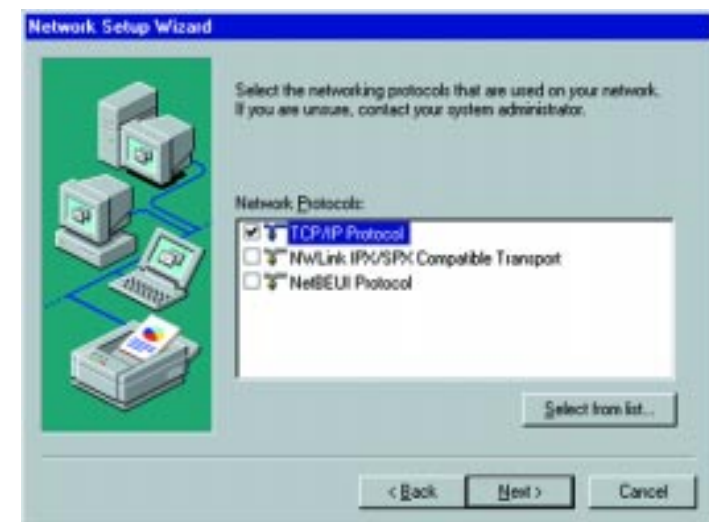 Network Setup Wizard
Select the networking protocols that are used on your network.
If you are unsure, contact your system administrator.
Network Protocols:
TCP/IP Protocol
NWLink IPX/SPX Compatible Transport
NetBEUI Protocol
Select from list...
< Back
Next >
Cancel